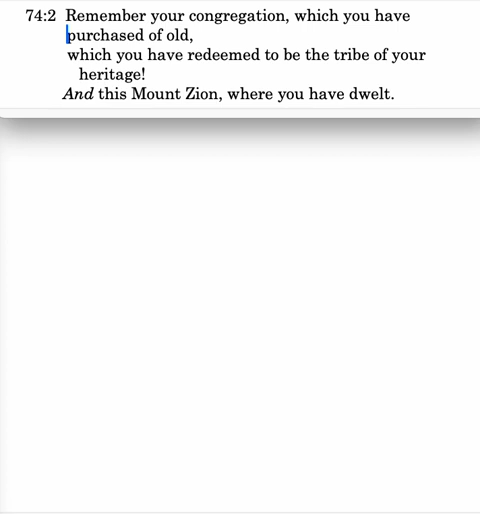 74:2 Remember your congregation, which you have
purchased of old,
which you have redeemed to be the tribe of your
heritage!
And this Mount Zion, where you have dwelt.